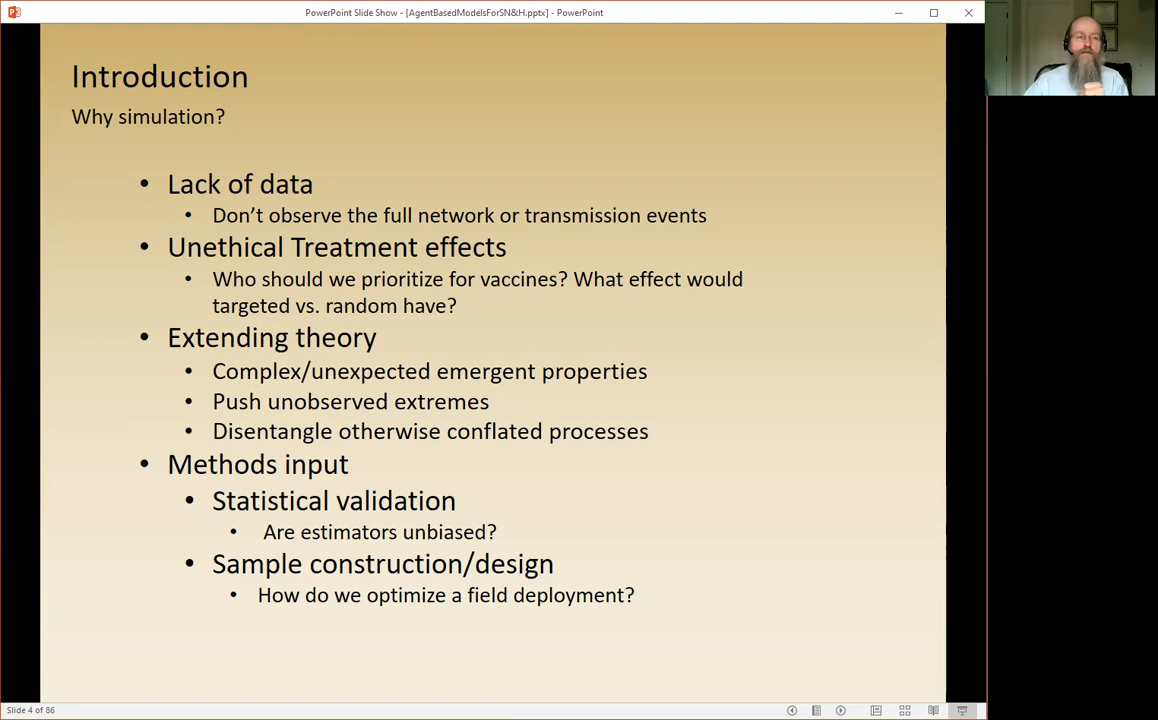 PowerPoint Slide Show - [AgentBasedModelsForSN&H.pptx] - PowerPoint
Introduction
Why simulation?
• Lack of data
• Don’t observe the full network or transmission events
• Unethical Treatment effects
• Who should we prioritize for vaccines? What effect would
targeted vs. random have?
• Extending theory
• Complex/unexpected emergent properties
• Push unobserved extremes
• Disentangle otherwise conflated processes
• Methods input
• Statistical validation
• Are estimators unbiased?
• Sample construction/design
• How do we optimize a field deployment?
Slide 4 of 86